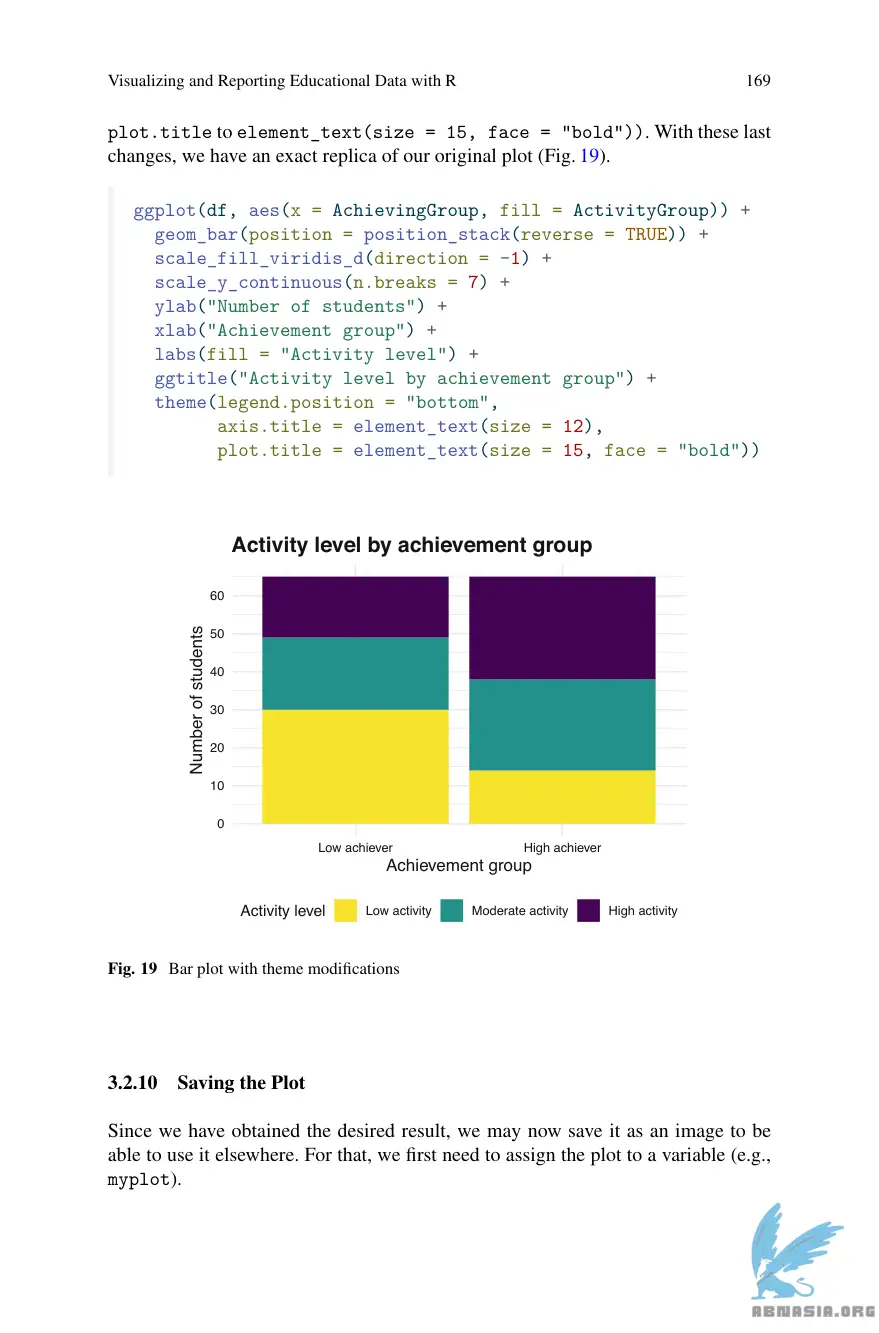 Visualizing and Reporting Educational Data with R 169
plot.title to element_text(size = 15, face = "bold")). With these last
changes, we have an exact replica of our original plot (Fig. 19).
ggplot(df, aes(x = AchievingGroup, fill = ActivityGroup)) +
  geom_bar(position = position_stack(reverse = TRUE)) +
  scale_fill_viridis_d(direction = -1) +
  scale_y_continuous(n.breaks = 7) +
  ylab("Number of students") +
  xlab("Achievement group") +
  labs(fill = "Activity level") +
  ggtitle("Activity level by achievement group") +
  theme(legend.position = "bottom",
        axis.title = element_text(size = 12),
        plot.title = element_text(size = 15, face = "bold"))
Activity level by achievement group
Number of students
60
50
40
30
20
10
0
Low achiever High achiever
Achievement group
Activity level Low activity Moderate activity High activity
Fig. 19 Bar plot with theme modifications
3.2.10 Saving the Plot
Since we have obtained the desired result, we may now save it as an image to be
able to use it elsewhere. For that, we first need to assign the plot to a variable (e.g.,
myplot).
ABNASIA.ORG